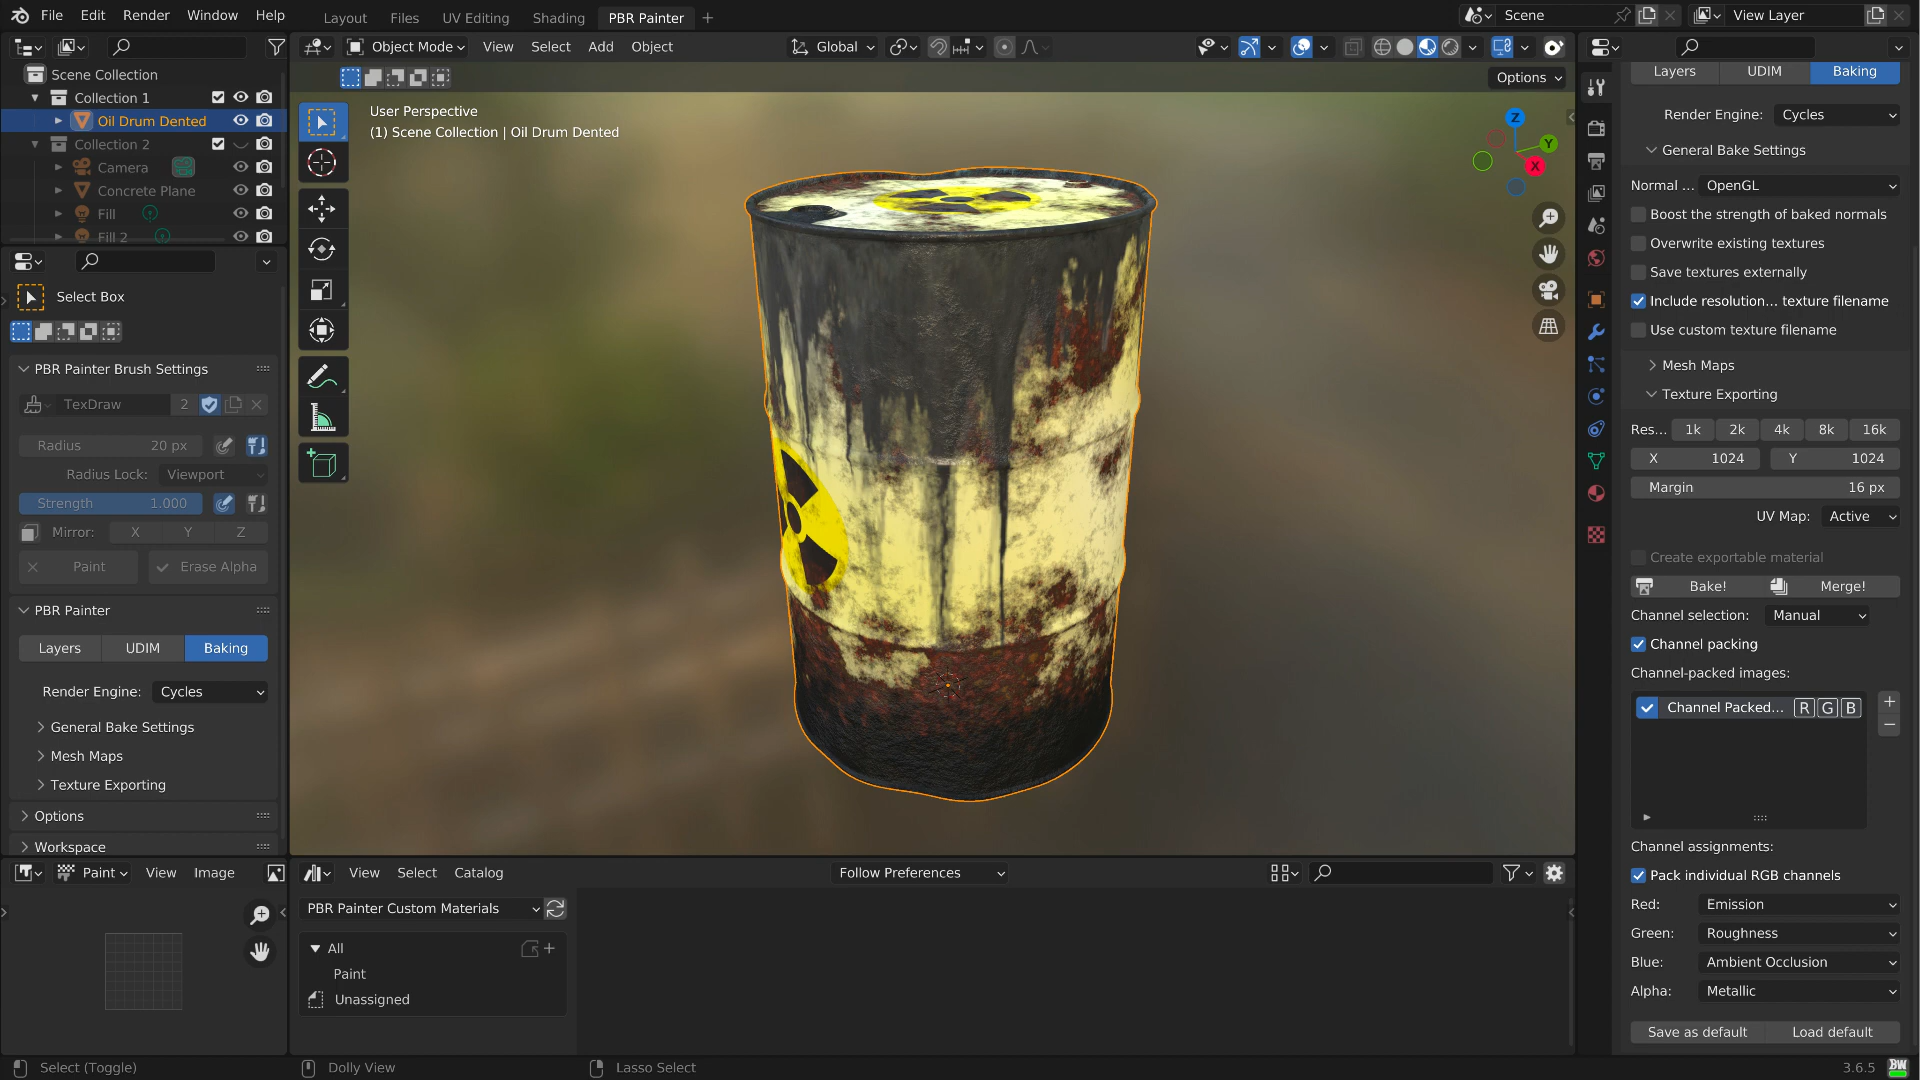 File Edit Render Window Help
Layout Files UV Editing Shading PBR Painter
Scene
View Layer
Object Mode View Select Add Object
Global
Options
Scene Collection
Collection 1
Oil Drum Dented
Collection 2
Camera
Concrete Plane
Fill
Fill 2
Select Box
PBR Painter Brush Settings
TexDraw 2
Radius 20 px
Radius Lock: Viewport
Strength 1.000
Mirror: X Y Z
Paint Erase Alpha
PBR Painter
Layers UDIM Baking
Render Engine: Cycles
General Bake Settings
Mesh Maps
Texture Exporting
Options
Workspace
Paint View Image
User Perspective
(1) Scene Collection | Oil Drum Dented
Z
Y
X
View Select Catalog
Follow Preferences
PBR Painter Custom Materials
All
Paint
Unassigned
Layers UDIM Baking
Render Engine: Cycles
General Bake Settings
Normal ... OpenGL
Boost the strength of baked normals
Overwrite existing textures
Save textures externally
Include resolution... texture filename
Use custom texture filename
Mesh Maps
Texture Exporting
Res... 1k 2k 4k 8k 16k
X 1024 Y 1024
Margin 16 px
UV Map: Active
Create exportable material
Bake! Merge!
Channel selection: Manual
Channel packing
Channel-packed images:
Channel Packed... R G B
Channel assignments:
Pack individual RGB channels
Red: Emission
Green: Roughness
Blue: Ambient Occlusion
Alpha: Metallic
Save as default Load default
Select (Toggle) Dolly View Lasso Select
3.6.5 BW